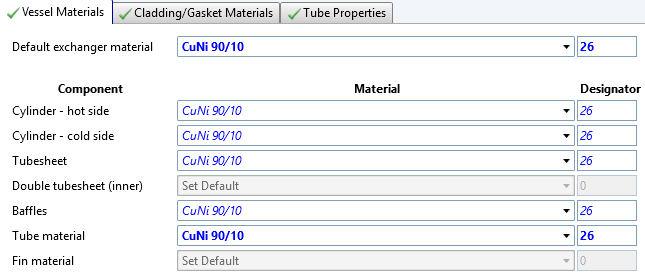 Vessel Materials Cladding/Gasket Materials Tube Properties
Default exchanger material CuNi 90/10 26
Component Material Designator
Cylinder - hot side CuNi 90/10 26
Cylinder - cold side CuNi 90/10 26
Tubesheet CuNi 90/10 26
Double tubesheet (inner) Set Default 0
Baffles CuNi 90/10 26
Tube material CuNi 90/10 26
Fin material Set Default 0